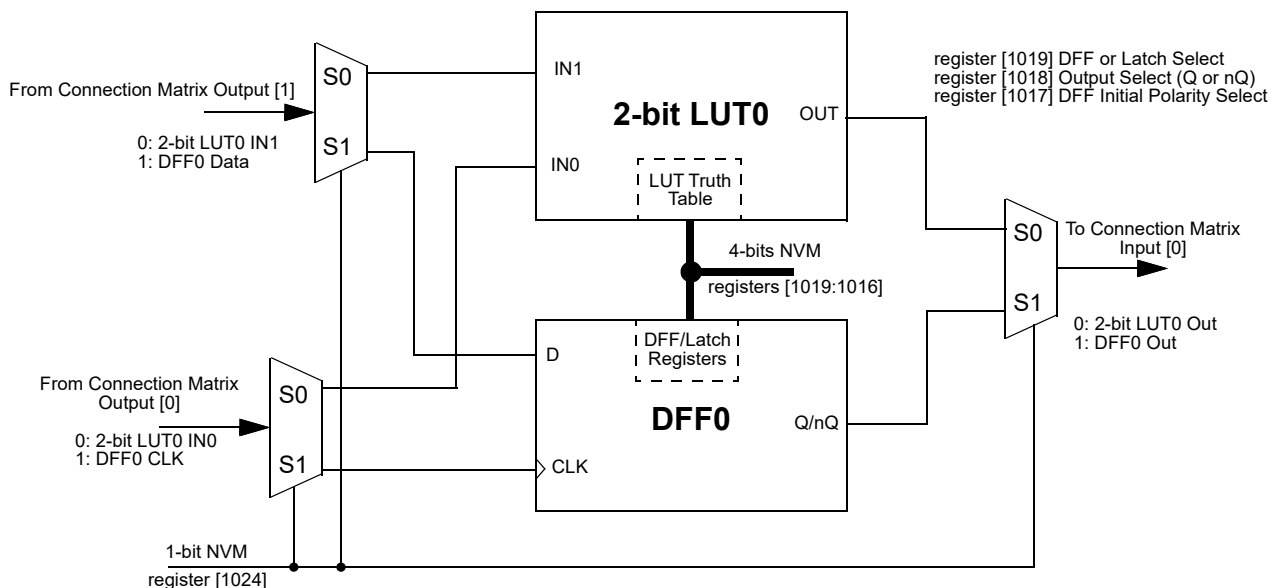 S0
From Connection Matrix Output [1]
0: 2-bit LUT0 IN1
1: DFF0 Data
S1
IN1
2-bit LUT0
OUT
IN0
LUT Truth
Table
register [1019] DFF or Latch Select
register [1018] Output Select (Q or nQ)
register [1017] DFF Initial Polarity Select
4-bits NVM
registers [1019:1016]
S0
S1
To Connection Matrix
Input [0]
0: 2-bit LUT0 Out
1: DFF0 Out
DFF/Latch
Registers
D
DFF0
Q/nQ
CLK
From Connection Matrix
Output [0]
0: 2-bit LUT0 IN0
1: DFF0 CLK
S0
S1
1-bit NVM
register [1024]